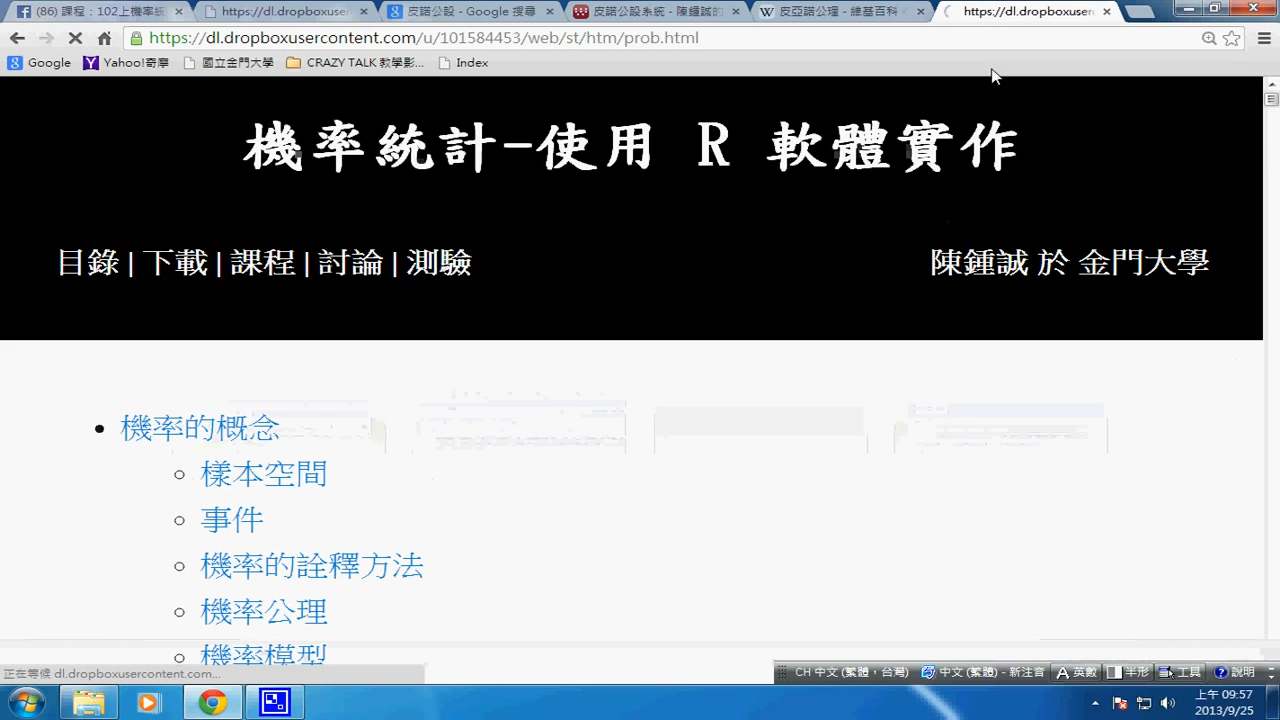 (86) 課程：102上機率統
https://dl.dropboxuser
皮諾公設 - Google 搜尋
皮諾公設系統 - 陳鍾誠的
皮亞諾公理 - 維基百科
https://dl.dropboxuser
https://dl.dropboxusercontent.com/u/101584453/web/st/htm/prob.html
Google
Yahoo!奇摩
國立金門大學
CRAZY TALK 教學影...
Index
機率統計-使用 R 軟體實作
目錄 | 下載 | 課程 | 討論 | 測驗
陳鍾誠 於 金門大學
機率的概念
樣本空間
事件
機率的詮釋方法
機率公理
機率模型
正在等候 dl.dropboxusercontent.com...
CH 中文 (繁體，台灣)
中文 (繁體) - 新注音
英數
半形
工具
說明
上午 09:57
2013/9/25